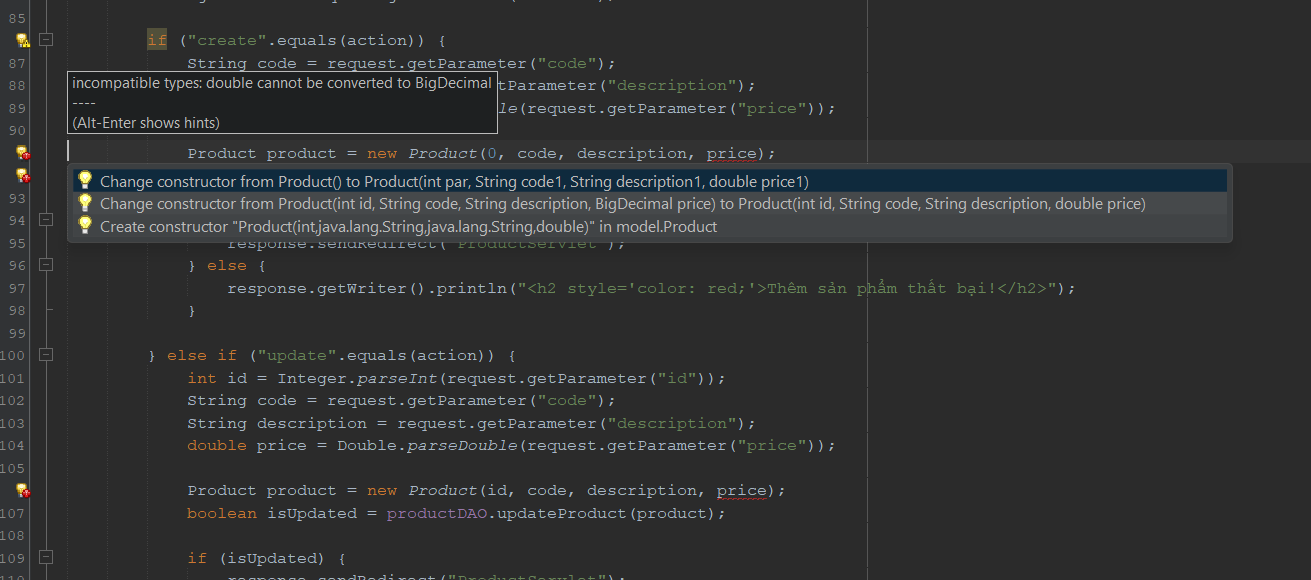 85
if ("create".equals(action)) {
87 String code = request.getParameter("code");
incompatible types: double cannot be converted to BigDecimal
----
(Alt-Enter shows hints)
88 tParameter("description");
89 le(request.getParameter("price"));
90
Product product = new Product(0, code, description, price);
Change constructor from Product() to Product(int par, String code1, String description1, double price1)
Change constructor from Product(int id, String code, String description, BigDecimal price) to Product(int id, String code, String description, double price)
Create constructor "Product(int,java.lang.String,java.lang.String,double)" in model.Product
93
94
95 response.sendRedirect("ProductServlet");
96 } else {
97 response.getWriter().println("<h2 style='color: red;'>Thêm sản phẩm thất bại!</h2>");
98 }
99
100 } else if ("update".equals(action)) {
101 int id = Integer.parseInt(request.getParameter("id"));
102 String code = request.getParameter("code");
103 String description = request.getParameter("description");
104 double price = Double.parseDouble(request.getParameter("price"));
105
Product product = new Product(id, code, description, price);
107 boolean isUpdated = productDAO.updateProduct(product);
108
109 if (isUpdated) {
110 response.sendRedirect("ProductServlet");